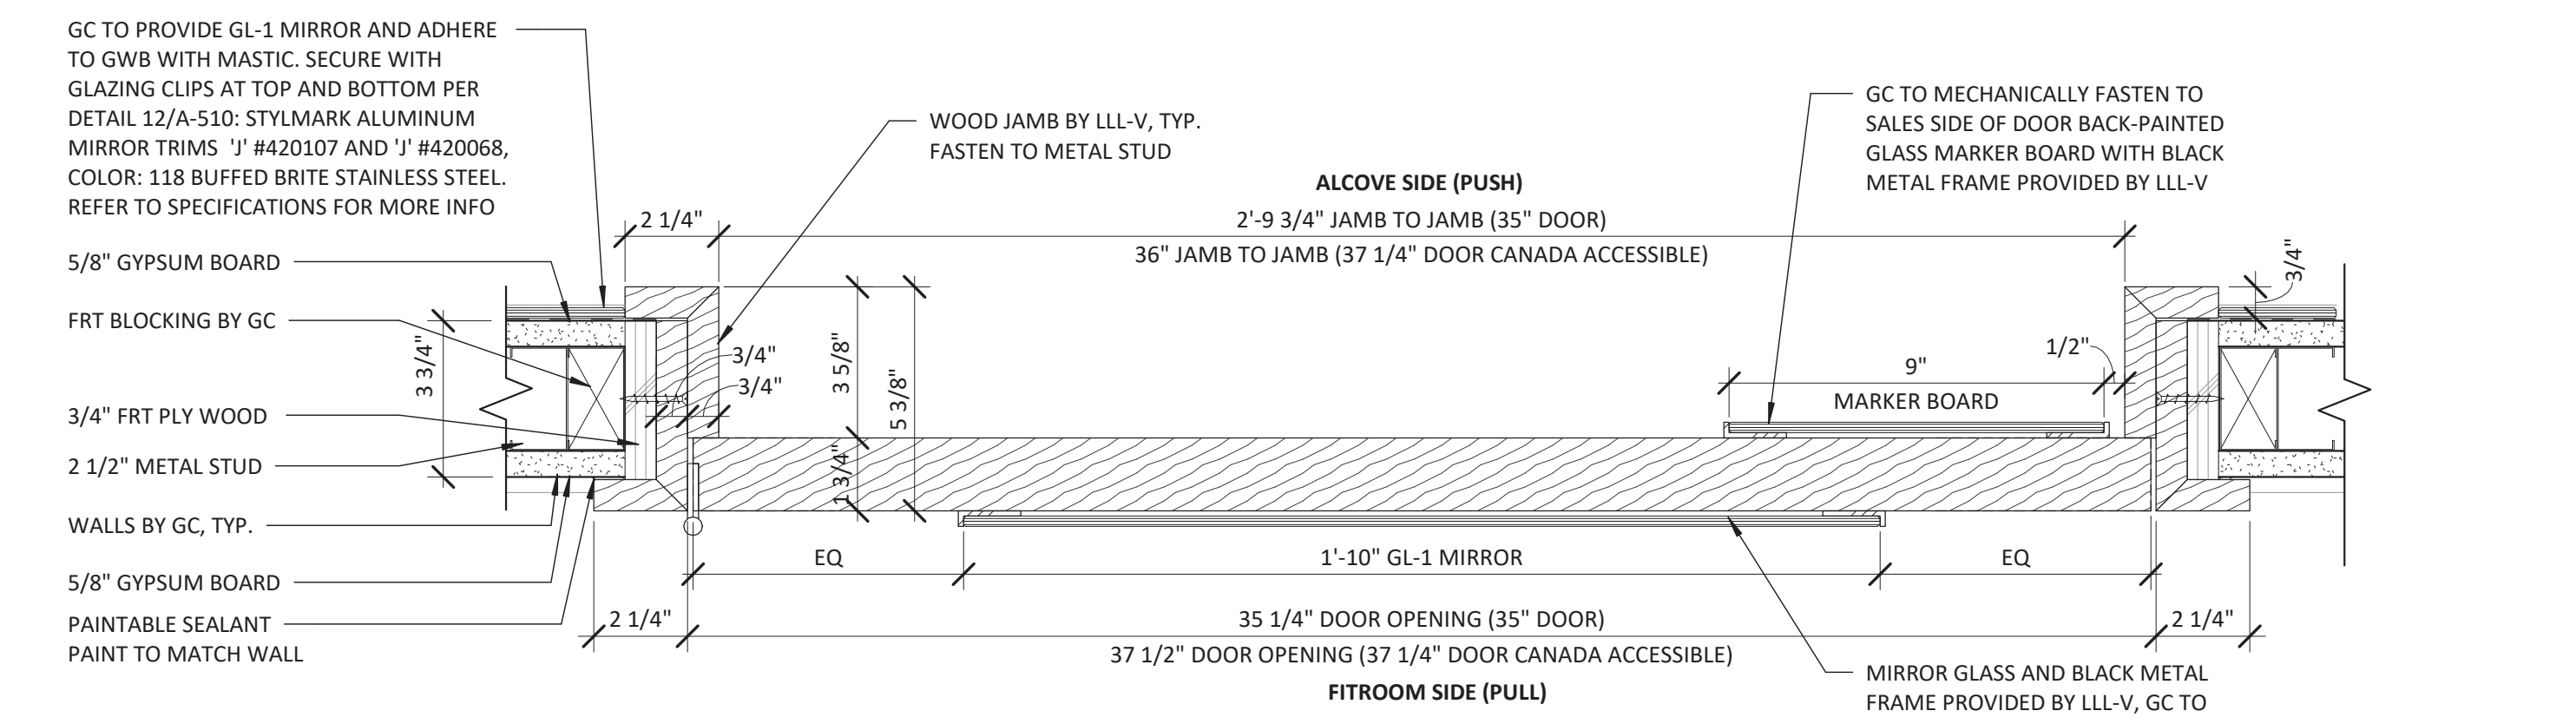 GC TO PROVIDE GL-1 MIRROR AND ADHERE
TO GWB WITH MASTIC. SECURE WITH
GLAZING CLIPS AT TOP AND BOTTOM PER
DETAIL 12/A-510: STYLMARK ALUMINUM
MIRROR TRIMS 'J' #420107 AND 'J' #420068,
COLOR: 118 BUFFED BRITE STAINLESS STEEL.
REFER TO SPECIFICATIONS FOR MORE INFO
5/8" GYPSUM BOARD
FRT BLOCKING BY GC
3/4" FRT PLY WOOD
2 1/2" METAL STUD
WALLS BY GC, TYP.
5/8" GYPSUM BOARD
PAINTABLE SEALANT
PAINT TO MATCH WALL
3 3/4"
2 1/4"
WOOD JAMB BY LLL-V, TYP.
FASTEN TO METAL STUD
ALCOVE SIDE (PUSH)
2'-9 3/4" JAMB TO JAMB (35" DOOR)
36" JAMB TO JAMB (37 1/4" DOOR CANADA ACCESSIBLE)
GC TO MECHANICALLY FASTEN TO
SALES SIDE OF DOOR BACK-PAINTED
GLASS MARKER BOARD WITH BLACK
METAL FRAME PROVIDED BY LLL-V
3/4"
3/4"
3 5/8"
5 3/8"
1 3/4"
9"
MARKER BOARD
1/2"
3/4"
EQ
1'-10" GL-1 MIRROR
EQ
2 1/4"
35 1/4" DOOR OPENING (35" DOOR)
2 1/4"
37 1/2" DOOR OPENING (37 1/4" DOOR CANADA ACCESSIBLE)
FITROOM SIDE (PULL)
MIRROR GLASS AND BLACK METAL
FRAME PROVIDED BY LLL-V, GC TO